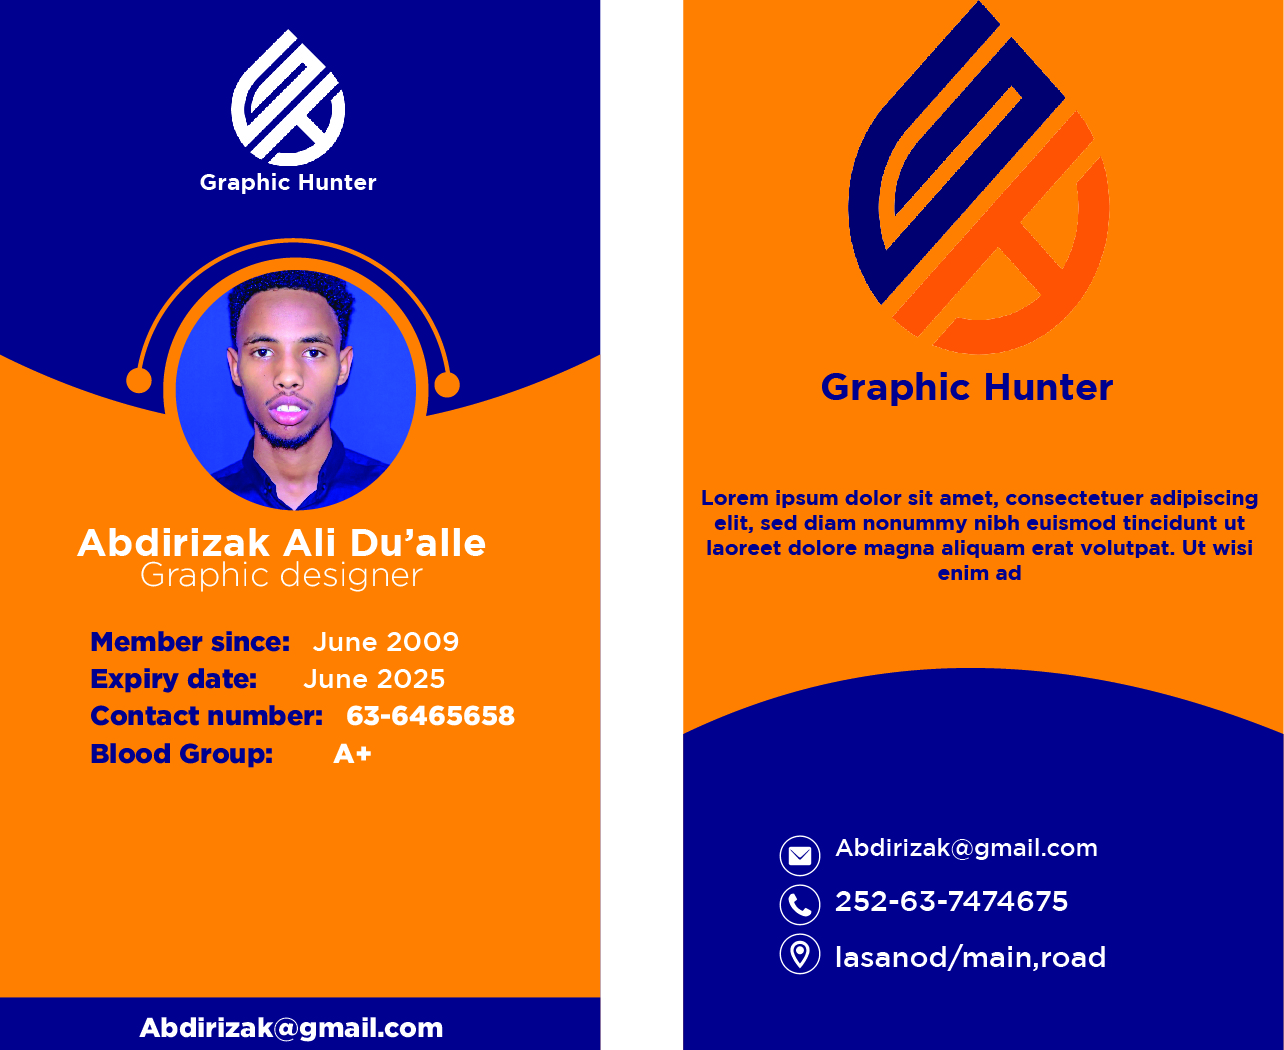 Graphic Hunter
Abdirizak Ali Du’alle
Graphic designer
Member since: June 2009
Expiry date: June 2025
Contact number: 63-6465658
Blood Group: A+
Abdirizak@gmail.com
Graphic Hunter
Lorem ipsum dolor sit amet, consectetuer adipiscing
elit, sed diam nonummy nibh euismod tincidunt ut
laoreet dolore magna aliquam erat volutpat. Ut wisi
enim ad
Abdirizak@gmail.com
252-63-7474675
lasanod/main,road